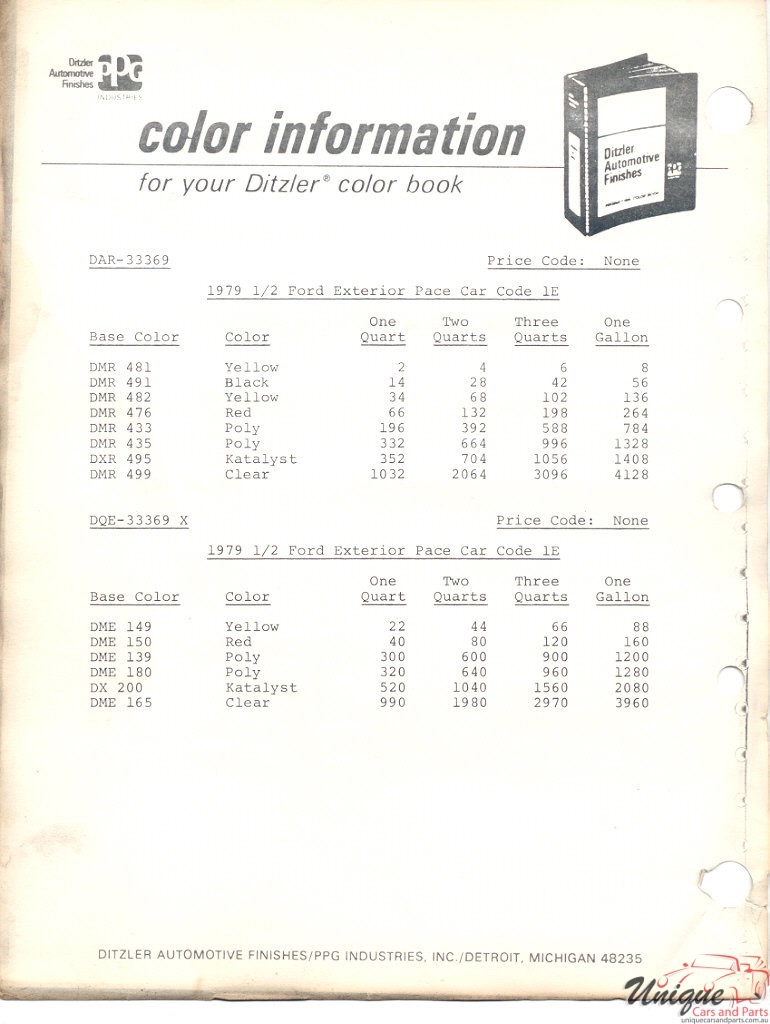 Ditzler
Automotive
Finishes
PPG
INDUSTRIES
color information
for your Ditzler® color book
Ditzler
Automotive
Finishes
PPG
DAR-33369 Price Code: None
1979 1/2 Ford Exterior Pace Car Code 1E
One Two Three One
Base Color Color Quart Quarts Quarts Gallon
DMR 481 Yellow 2 4 6 8
DMR 491 Black 14 28 42 56
DMR 482 Yellow 34 68 102 136
DMR 476 Red 66 132 198 264
DMR 433 Poly 196 392 588 784
DMR 435 Poly 332 664 996 1328
DXR 495 Katalyst 352 704 1056 1408
DMR 499 Clear 1032 2064 3096 4128
DQE-33369 X Price Code: None
1979 1/2 Ford Exterior Pace Car Code 1E
One Two Three One
Base Color Color Quart Quarts Quarts Gallon
DME 149 Yellow 22 44 66 88
DME 150 Red 40 80 120 160
DME 139 Poly 300 600 900 1200
DME 180 Poly 320 640 960 1280
DX 200 Katalyst 520 1040 1560 2080
DME 165 Clear 990 1980 2970 3960
DITZLER AUTOMOTIVE FINISHES/PPG INDUSTRIES, INC./DETROIT, MICHIGAN 48235
Unique
Cars and Parts
uniquecarsandparts.com.au